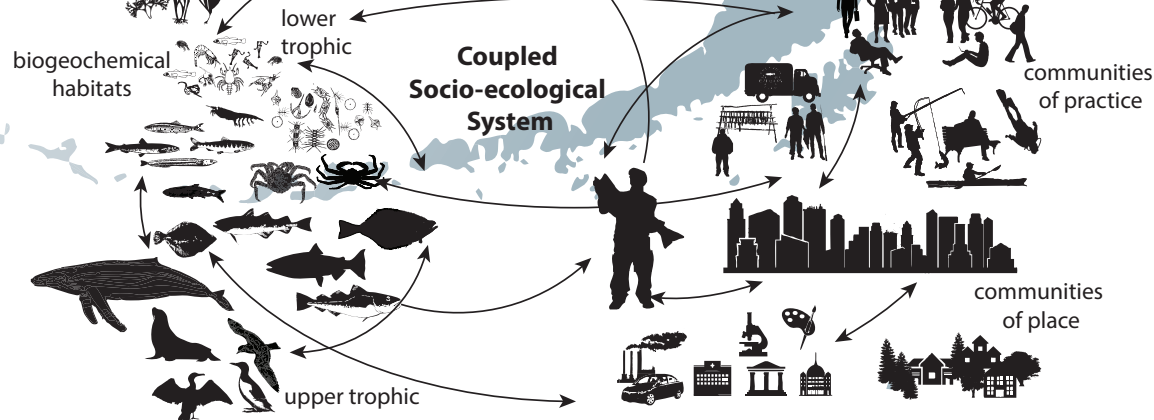 lower
trophic
biogeochemical
habitats
Coupled
Socio-ecological
System
communities
of practice
communities
of place
upper trophic